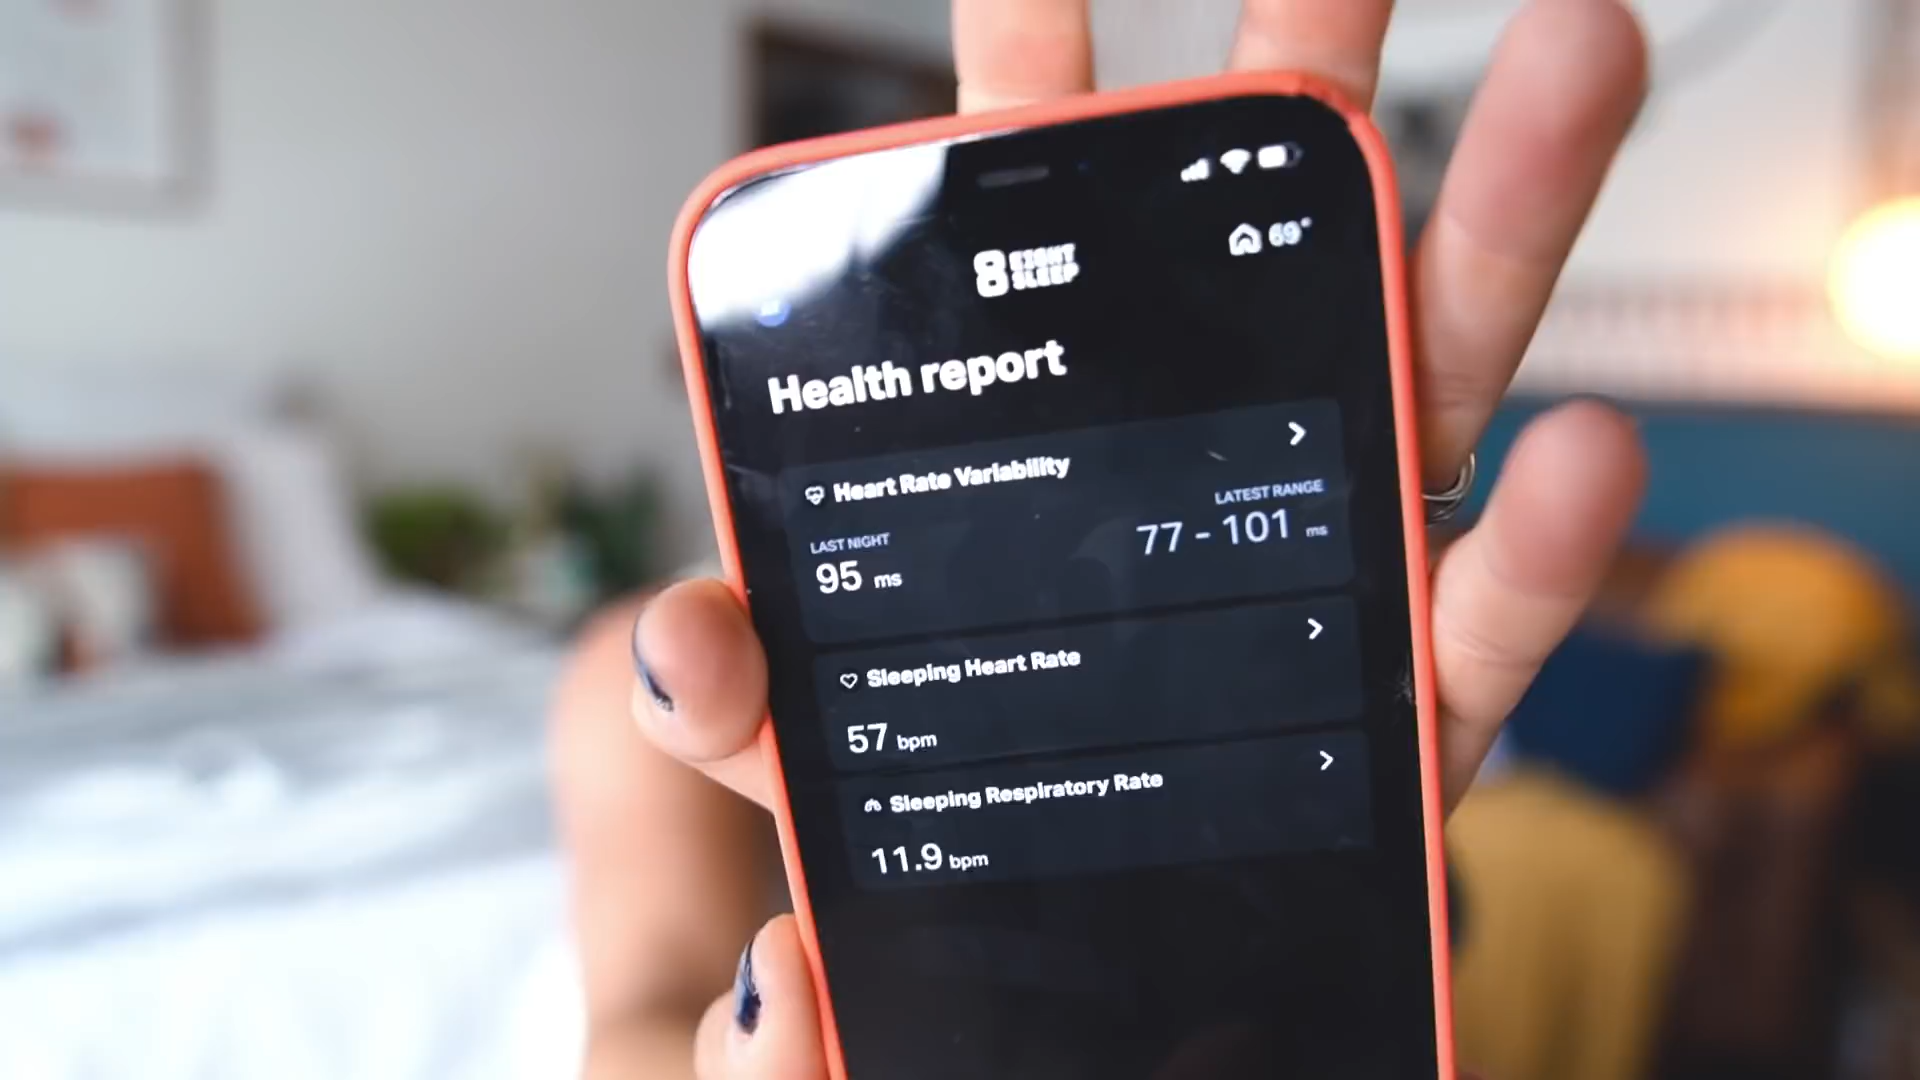 8 EIGHT
SLEEP
69°
Health report
Heart Rate Variability
LAST NIGHT
95 ms
LATEST RANGE
77 - 101 ms
Sleeping Heart Rate
57 bpm
Sleeping Respiratory Rate
11.9 bpm